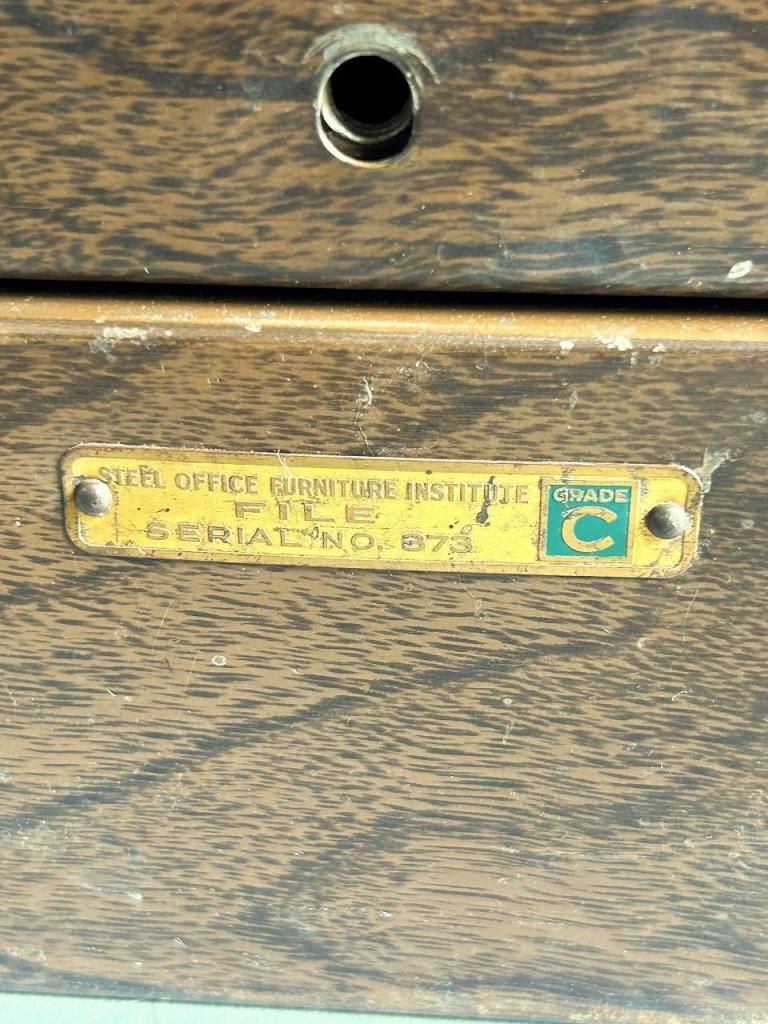 STEEL OFFICE FURNITURE INSTITUTE
FILE
SERIAL NO. 873
GRADE
C